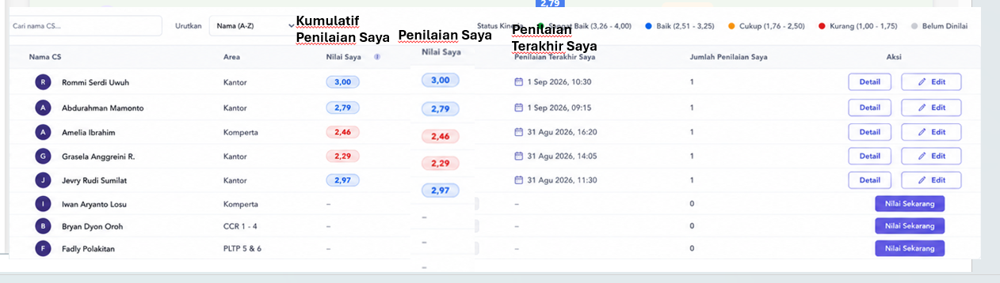 2,79
Cari nama CS...
Urutkan
Nama (A-Z)
Kumulatif
Penilaian Saya
Penilaian Saya
Penilaian
Terakhir Saya
Status Kinerja
Sangat Baik (3,26 - 4,00)
Baik (2,51 - 3,25)
Cukup (1,76 - 2,50)
Kurang (1,00 - 1,75)
Belum Dinilai
Nama CS Area Nilai Saya Nilai Saya Penilaian Terakhir Saya Jumlah Penilaian Saya Aksi
R Rommi Serdi Uwuh Kantor 3,00 3,00 1 Sep 2026, 10:30 1 Detail Edit
A Abdurahman Mamonto Kantor 2,79 2,79 1 Sep 2026, 09:15 1 Detail Edit
A Amelia Ibrahim Komperta 2,46 2,46 31 Agu 2026, 16:20 1 Detail Edit
G Grasela Anggreini R. Kantor 2,29 2,29 31 Agu 2026, 14:05 1 Detail Edit
J Jevry Rudi Sumilat Kantor 2,97 2,97 31 Agu 2026, 11:30 1 Detail Edit
I Iwan Aryanto Losu Komperta – – – 0 Nilai Sekarang
B Bryan Dyon Oroh CCR 1 - 4 – – – 0 Nilai Sekarang
F Fadly Polakitan PLTP 5 & 6 – – – 0 Nilai Sekarang